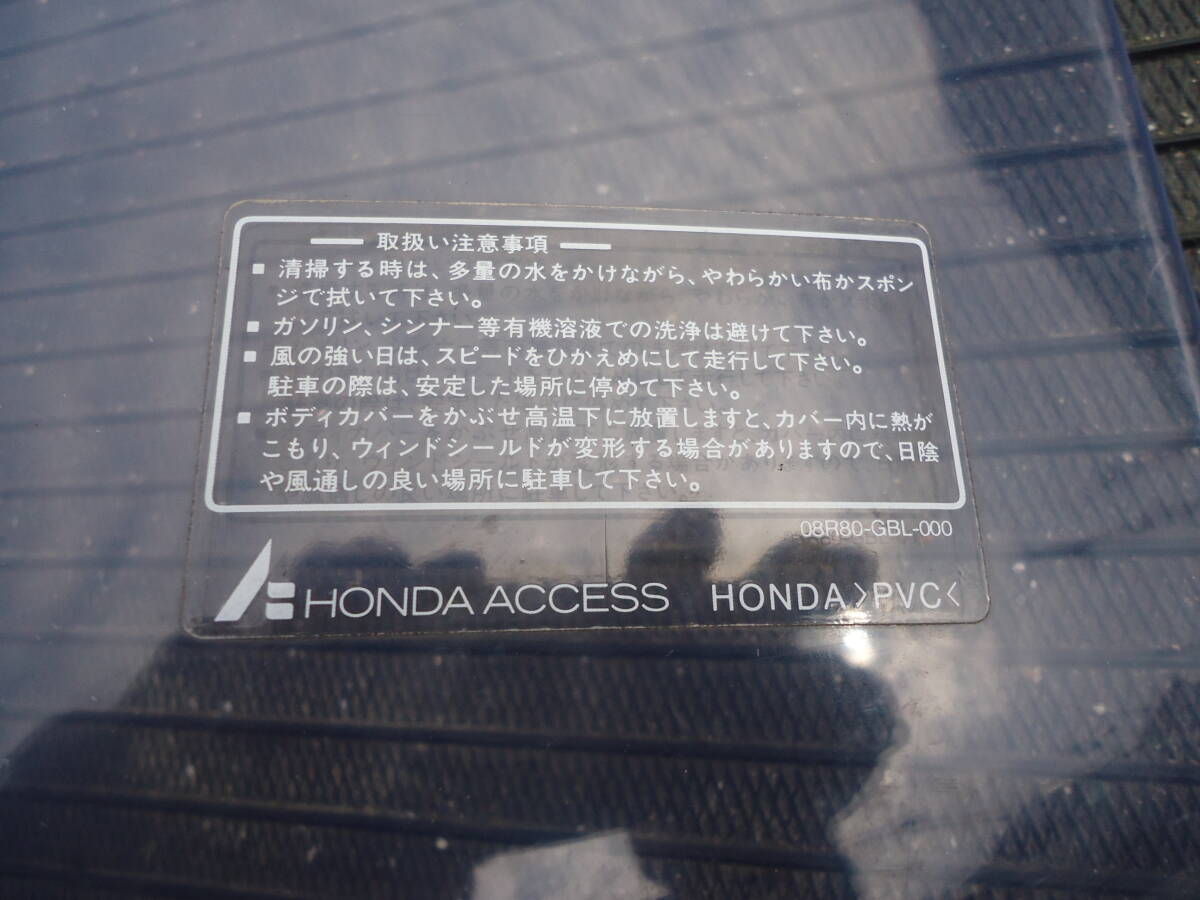 取扱い注意事項
■ 清掃する時は、多量の水をかけながら、やわらかい布かスポン
ジで拭いて下さい。
■ ガソリン、シンナー等有機溶液での洗浄は避けて下さい。
■ 風の強い日は、スピードをひかえめにして走行して下さい。
駐車の際は、安定した場所に停めて下さい。
■ ボディカバーをかぶせ高温下に放置しますと、カバー内に熱が
こもり、ウィンドシールドが変形する場合がありますので、日陰
や風通しの良い場所に駐車して下さい。
08R80-GBL-000
HONDA ACCESS HONDA >PVC<